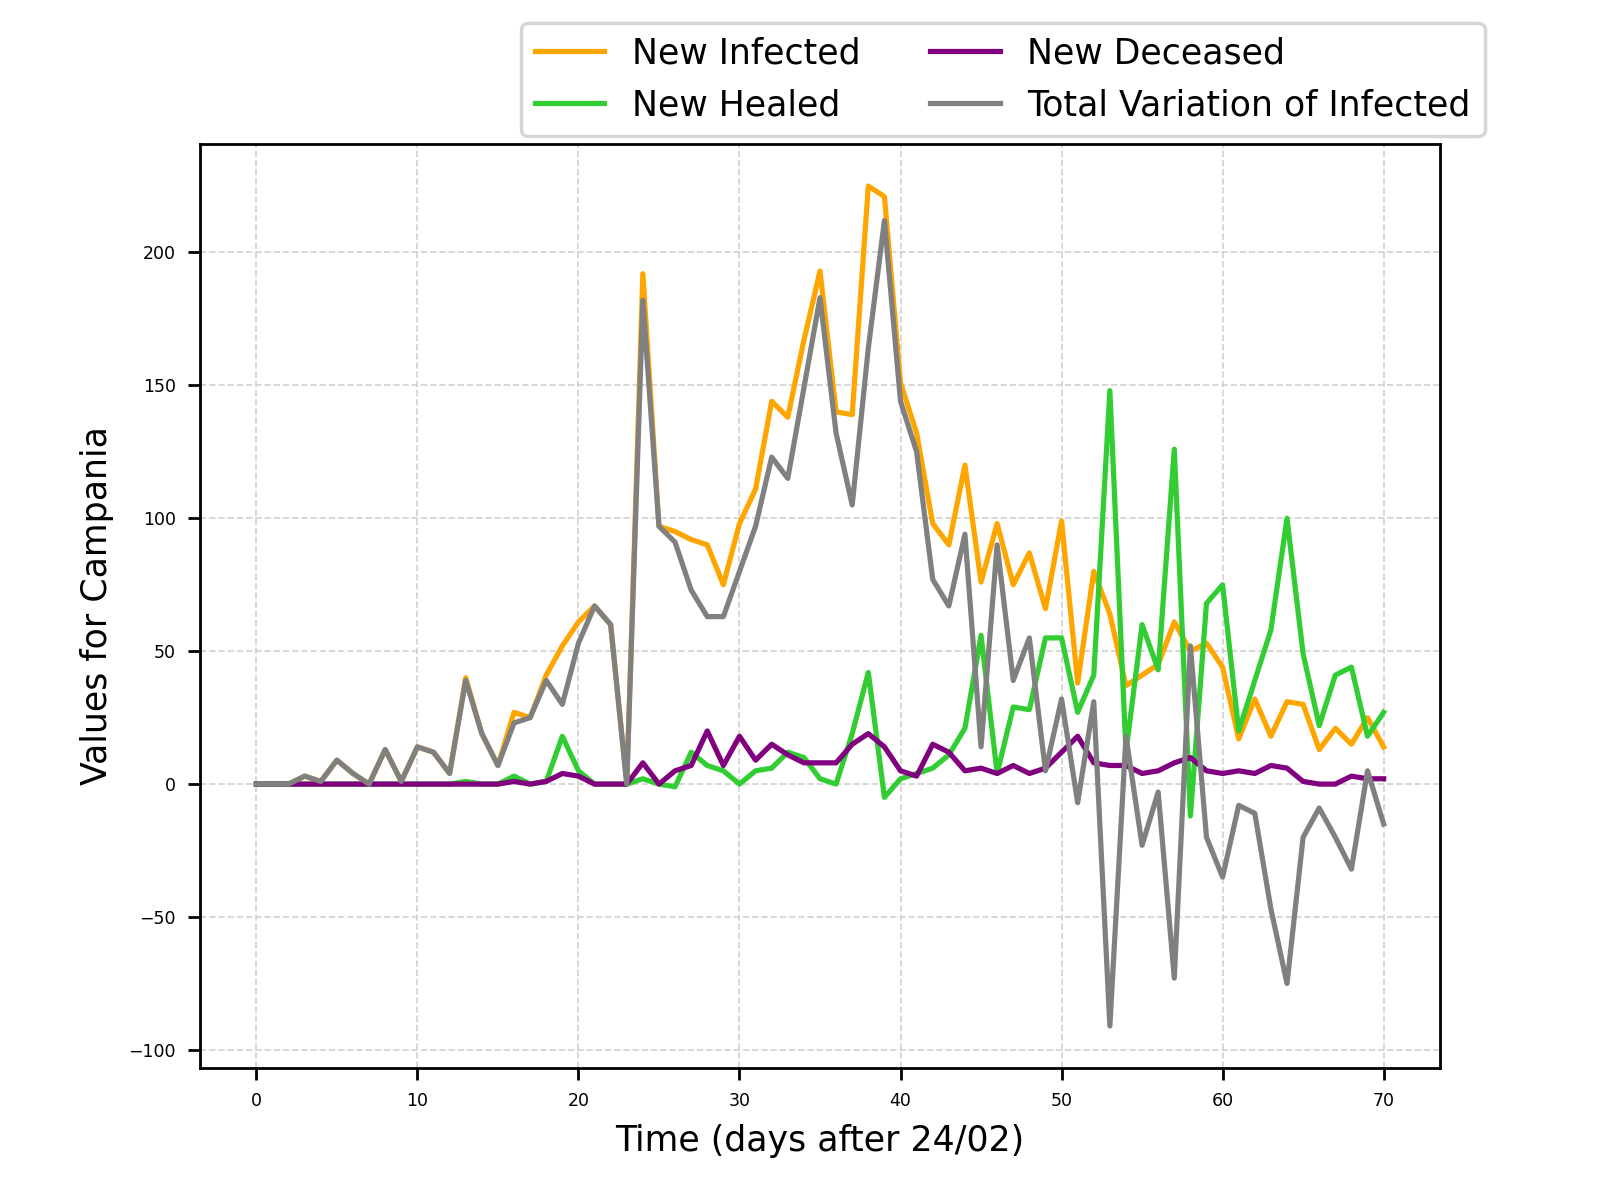 New Infected
New Healed
New Deceased
Total Variation of Infected
Values for Campania
200
150
100
50
0
−50
−100
0 10 20 30 40 50 60 70
Time (days after 24/02)